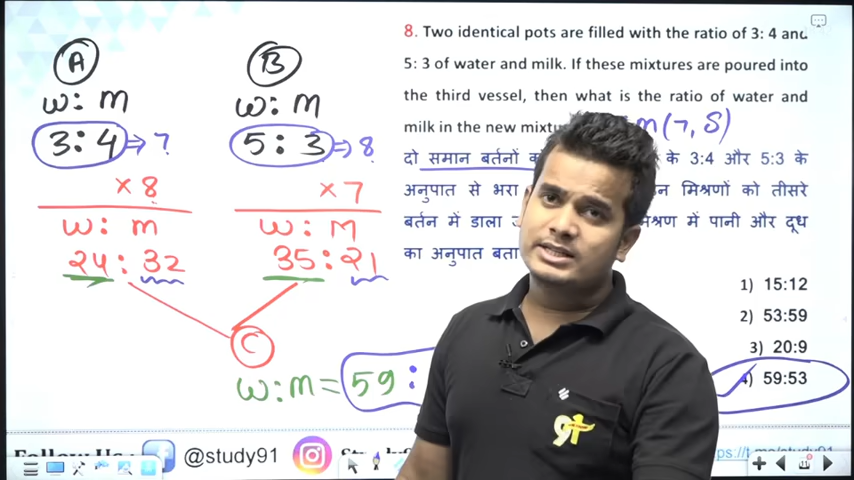 A
W : M
3 : 4 ⇒ 7
× 8
W : M
24 : 32
B
W : M
5 : 3 ⇒ 8
× 7
W : M
35 : 21
C
W : M = 59 :
8. Two identical pots are filled with the ratio of 3: 4 and
5: 3 of water and milk. If these mixtures are poured into
the third vessel, then what is the ratio of water and
milk in the new
M(7, 8)
दो समान बर्तनों के 3:4 और 5:3 के
अनुपात से भरा मिश्रणों को तीसरे
बर्तन में डाला में पानी और दूध
का अनुपात
1) 15:12
2) 53:59
3) 20:9
4) 59:53
@study91
91